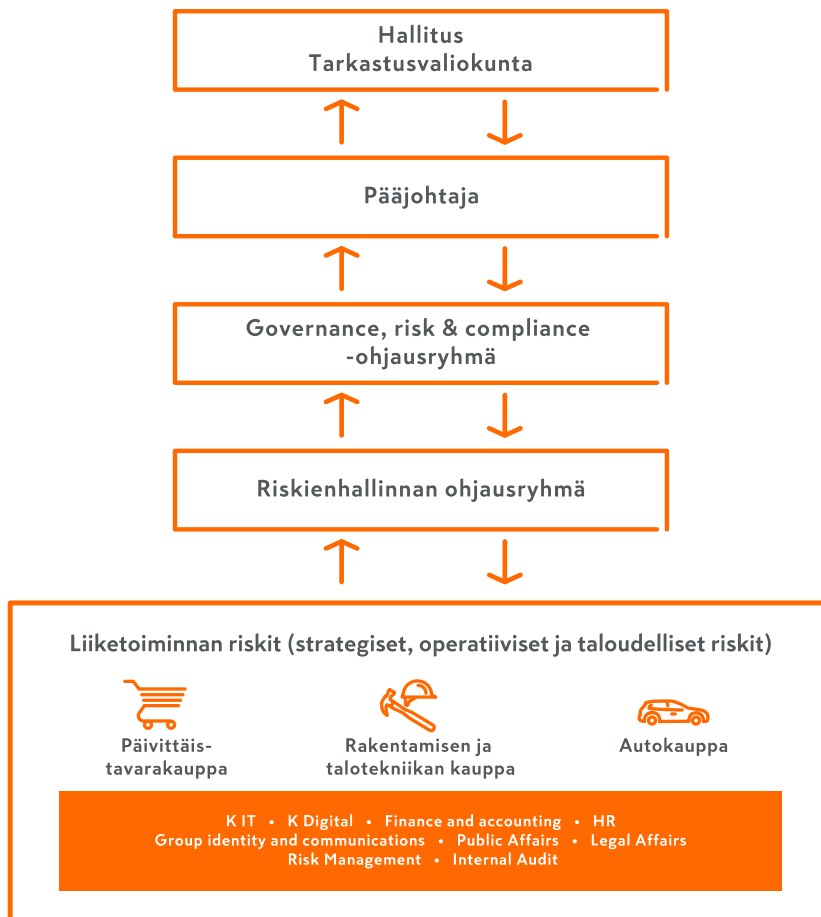 Hallitus
Tarkastusvaliokunta
Pääjohtaja
Governance, risk & compliance
-ohjausryhmä
Riskienhallinnan ohjausryhmä
Liiketoiminnan riskit (strategiset, operatiiviset ja taloudelliset riskit)
Päivittäis-
tavarakauppa
Rakentamisen ja
talotekniikan kauppa
Autokauppa
K IT • K Digital • Finance and accounting • HR
Group identity and communications • Public Affairs • Legal Affairs
Risk Management • Internal Audit